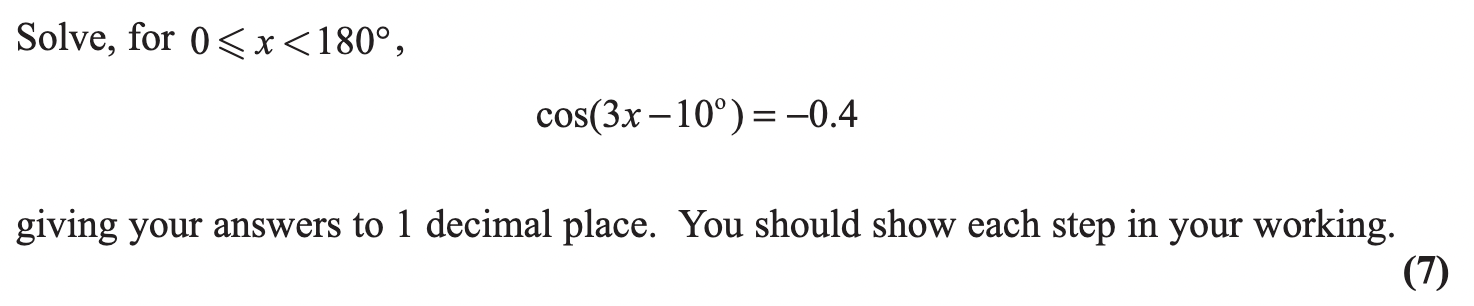 Solve, for 0 ⩽ x < 180°,
cos(3x − 10°) = −0.4
giving your answers to 1 decimal place. You should show each step in your working.
(7)